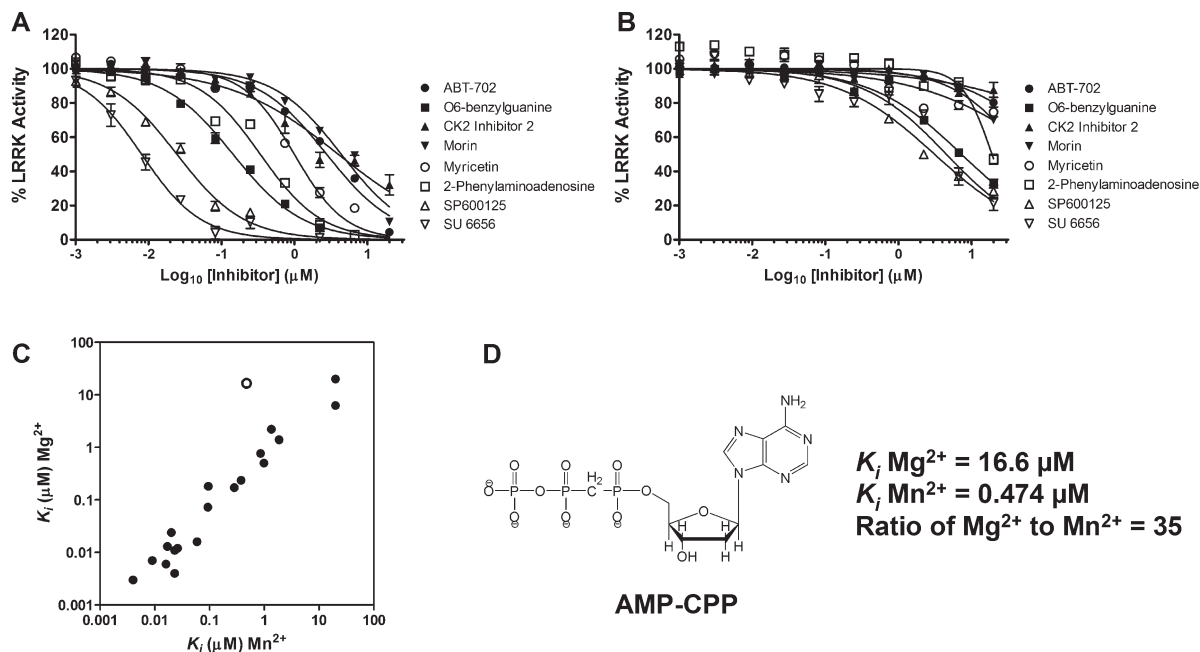 A
120
100
80
60
40
20
0
% LRRK Activity
-3
-2
-1
0
1
Log₁₀ [Inhibitor] (μM)
ABT-702
O6-benzylguanine
CK2 Inhibitor 2
Morin
Myricetin
2-Phenylaminoadenosine
SP600125
SU 6656
B
120
100
80
60
40
20
0
% LRRK Activity
-3
-2
-1
0
1
Log₁₀ [Inhibitor] (μM)
ABT-702
O6-benzylguanine
CK2 Inhibitor 2
Morin
Myricetin
2-Phenylaminoadenosine
SP600125
SU 6656
C
100
10
1
0.1
0.01
0.001
Kᵢ (μM) Mg²⁺
0.001
0.01
0.1
1
10
100
Kᵢ (μM) Mn²⁺
D
NH₂
N
N
N
N
O
O
H₂
O
⊖O
P
O
P
C
P
O
O
O⊖
O⊖
O⊖
H
H
H
H
H
OH
Kᵢ Mg²⁺ = 16.6 μM
Kᵢ Mn²⁺ = 0.474 μM
Ratio of Mg²⁺ to Mn²⁺ = 35
AMP-CPP